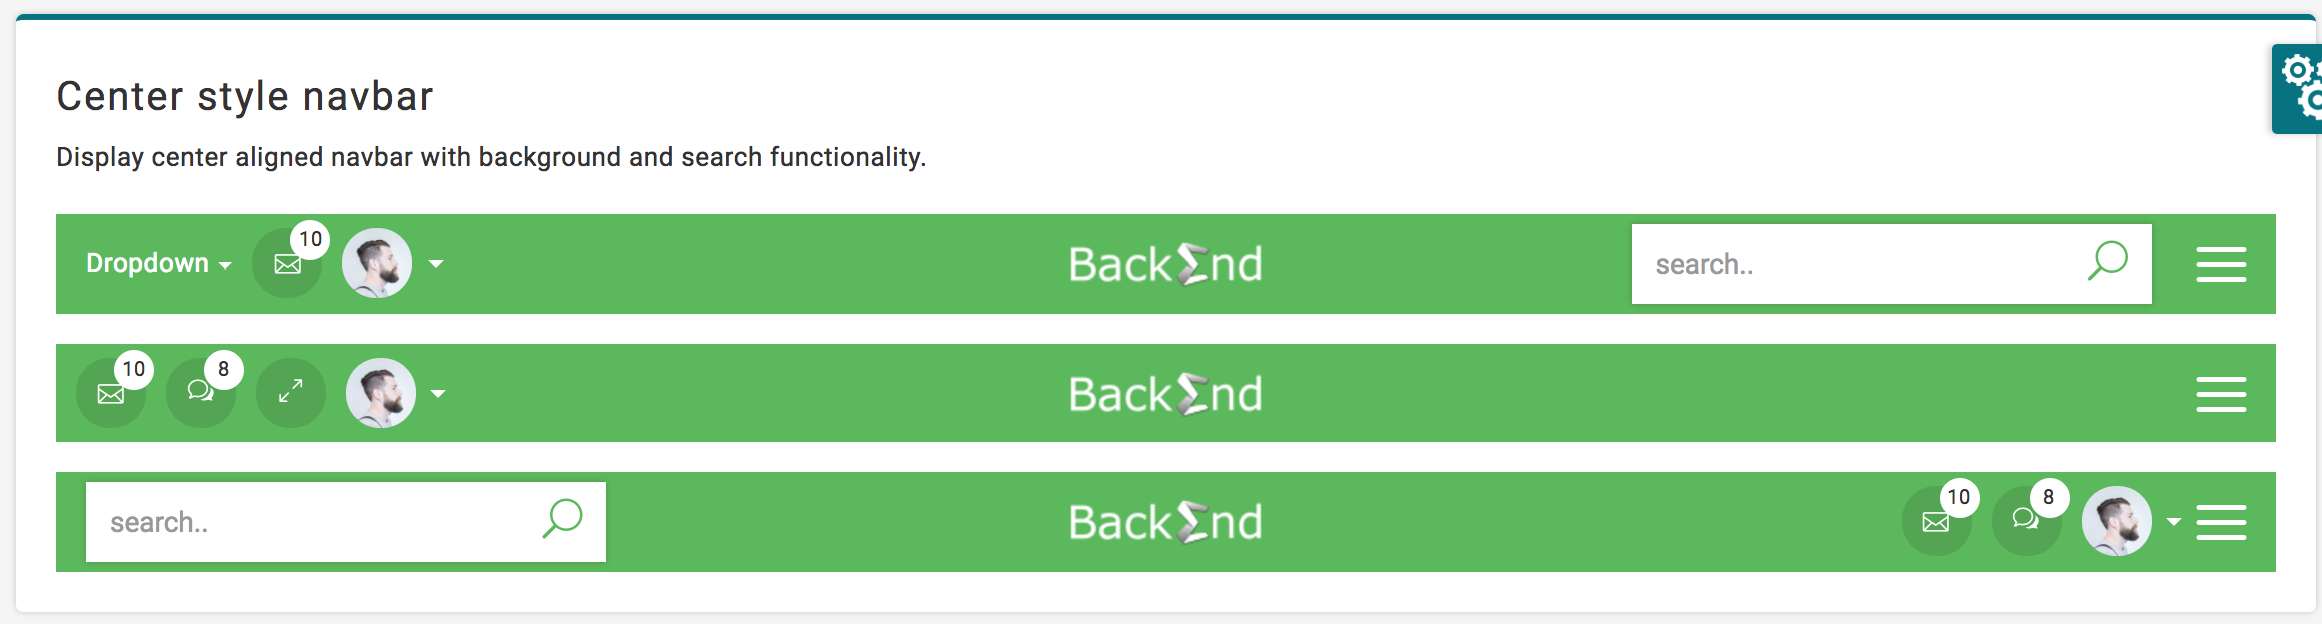 Center style navbar
Display center aligned navbar with background and search functionality.
Dropdown 10 BackΣnd search..
10 8 BackΣnd
search.. BackΣnd 10 8